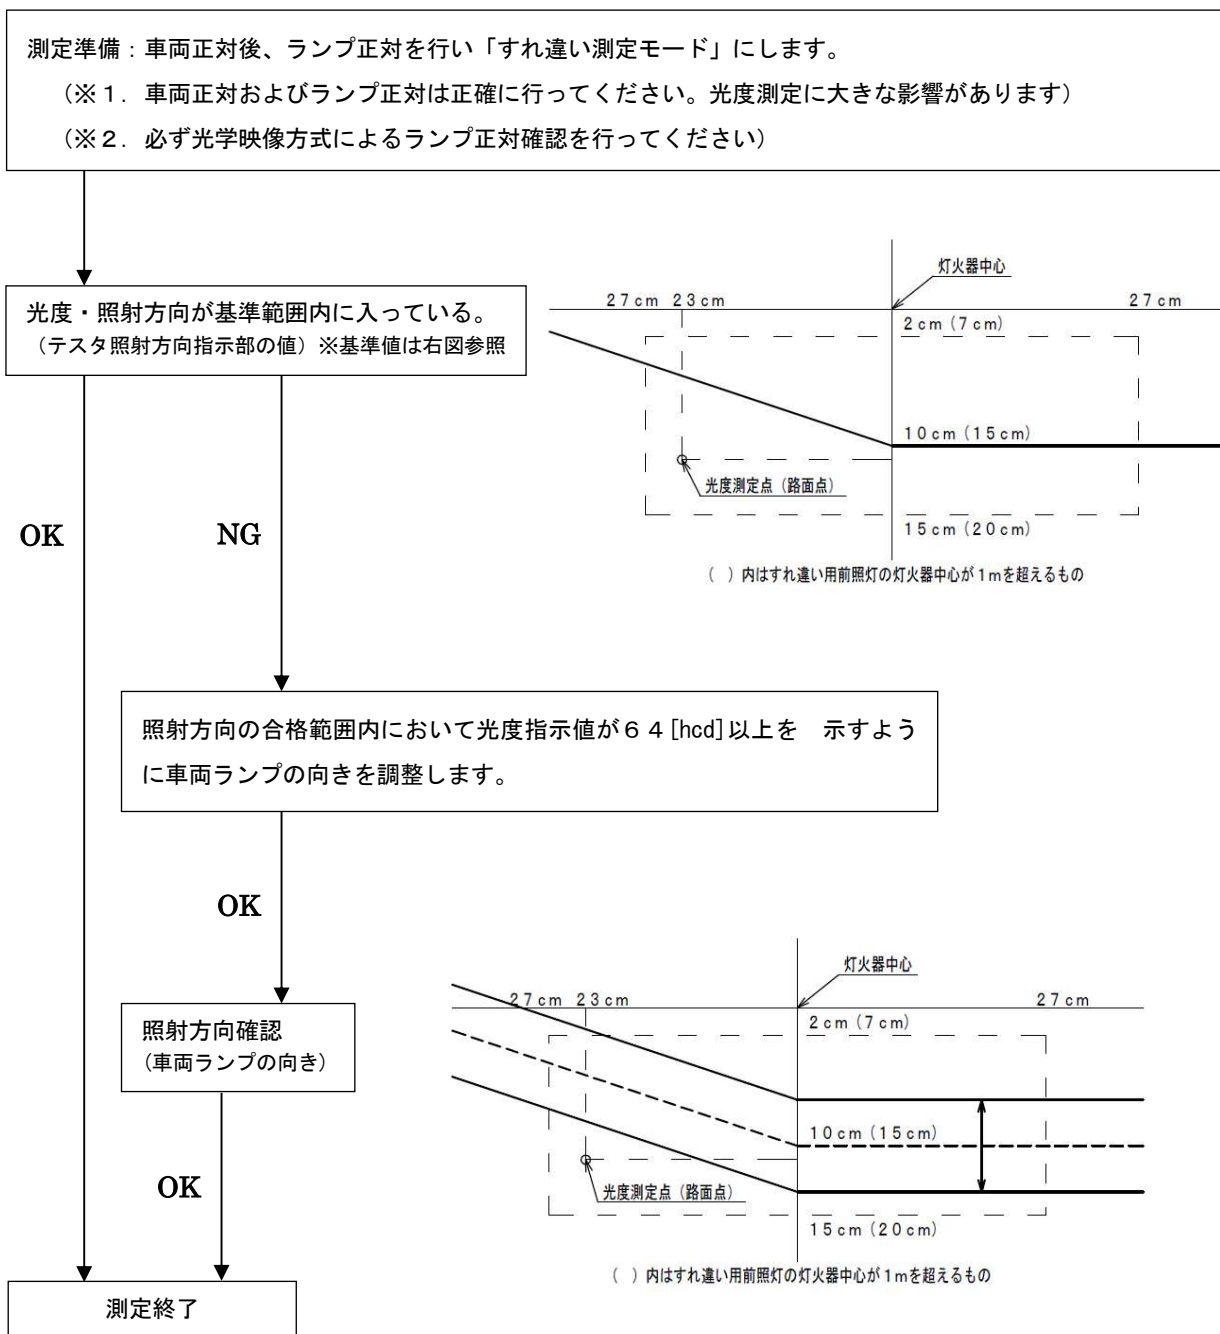 測定準備：車両正対後、ランプ正対を行い「すれ違い測定モード」にします。
（※１．車両正対およびランプ正対は正確に行ってください。光度測定に大きな影響があります）
（※２．必ず光学映像方式によるランプ正対確認を行ってください）
光度・照射方向が基準範囲内に入っている。
（テスタ照射方向指示部の値）※基準値は右図参照
灯火器中心
27cm 23cm
27cm
2cm(7cm)
10cm(15cm)
光度測定点（路面点）
15cm(20cm)
（　）内はすれ違い用前照灯の灯火器中心が1mを超えるもの
OK
NG
照射方向の合格範囲内において光度指示値が６４[hcd]以上を　示すよう
に車両ランプの向きを調整します。
OK
照射方向確認
（車両ランプの向き）
灯火器中心
27cm 23cm
27cm
2cm(7cm)
10cm(15cm)
光度測定点（路面点）
15cm(20cm)
（　）内はすれ違い用前照灯の灯火器中心が1mを超えるもの
OK
測定終了